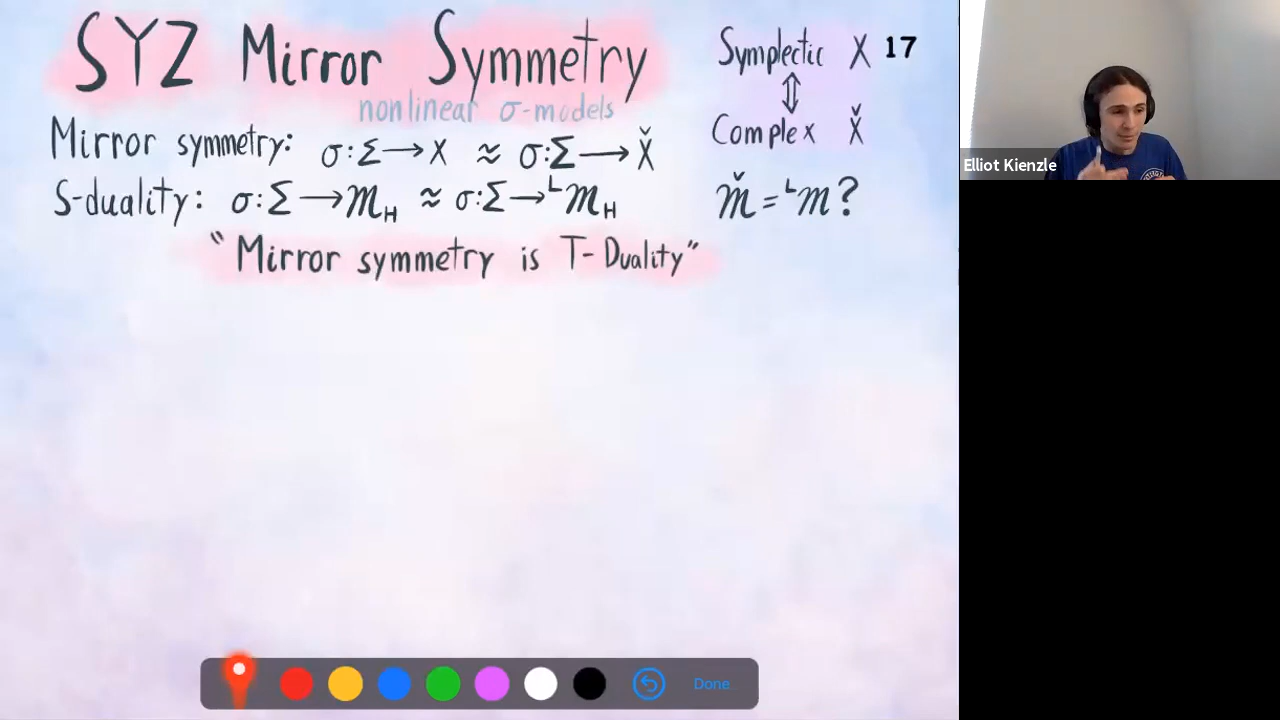 SYZ Mirror Symmetry
nonlinear σ-models
Mirror symmetry: σ:Σ→X ≈ σ:Σ→X̌
S-duality: σ:Σ→𝓜_H ≈ σ:Σ→ᴸ𝓜_H
"Mirror symmetry is T-Duality"
Symplectic X 17
⇕
Complex X̌
𝓜̌ = ᴸ𝓜?
Elliot Kienzle
Done